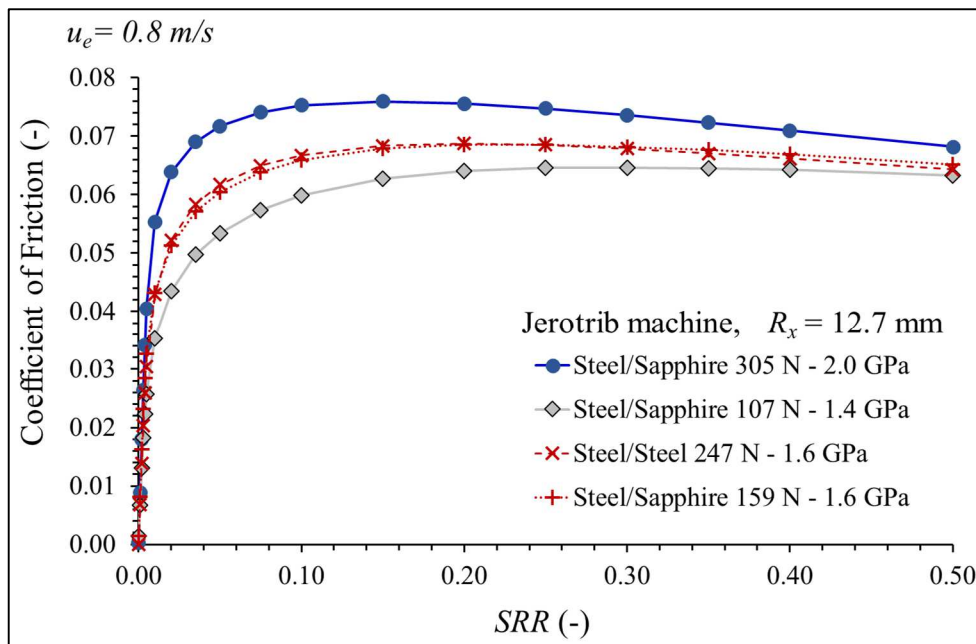 u_e= 0.8 m/s
0.08
0.07
0.06
0.05
0.04
0.03
0.02
0.01
0.00
Coefficient of Friction (-)
Jerotrib machine, R_x = 12.7 mm
Steel/Sapphire 305 N - 2.0 GPa
Steel/Sapphire 107 N - 1.4 GPa
Steel/Steel 247 N - 1.6 GPa
Steel/Sapphire 159 N - 1.6 GPa
0.00 0.10 0.20 0.30 0.40 0.50
SRR (-)